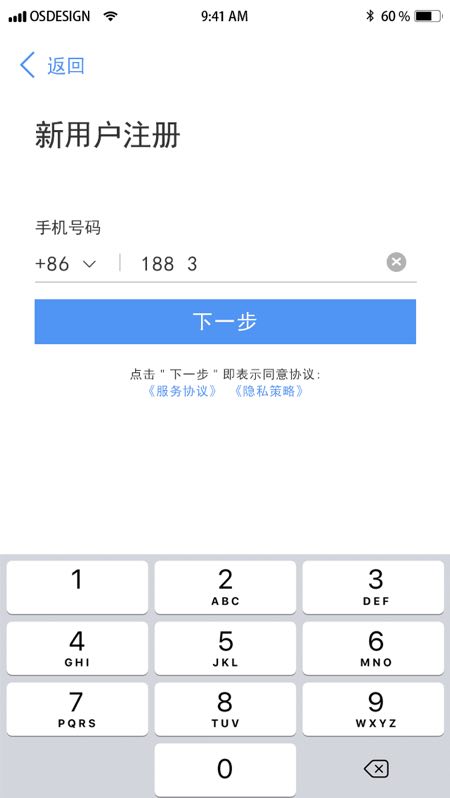 OSDESIGN 9:41 AM 60 %
返回
新用户注册
手机号码
+86 188 3
下一步
点击 " 下一步 " 即表示同意协议:
《服务协议》 《隐私策略》
1 2 3
ABC DEF
4 5 6
GHI JKL MNO
7 8 9
PQRS TUV WXYZ
0